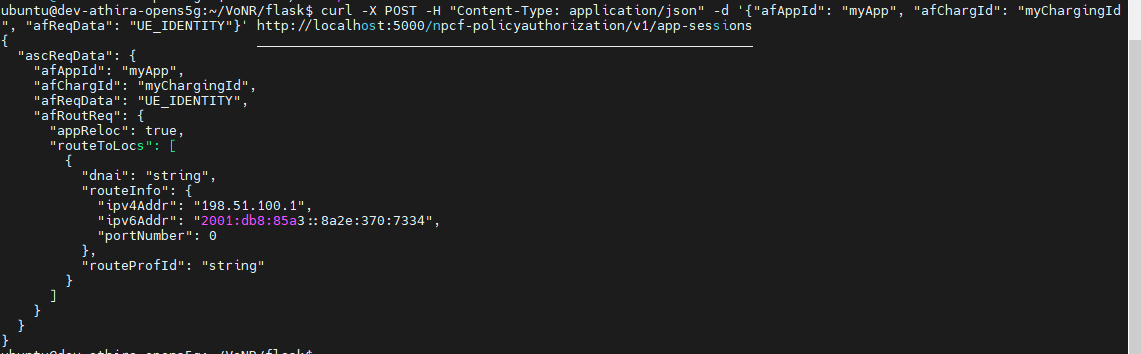 ubuntu@dev-athira-opens5g:~/VoNR/flask$ curl -X POST -H "Content-Type: application/json" -d '{"afAppId": "myApp", "afChargId": "myChargingId
", "afReqData": "UE_IDENTITY"}' http://localhost:5000/npcf-policyauthorization/v1/app-sessions
{
  "ascReqData": {
    "afAppId": "myApp",
    "afChargId": "myChargingId",
    "afReqData": "UE_IDENTITY",
    "afRoutReq": {
      "appReloc": true,
      "routeToLocs": [
        {
          "dnai": "string",
          "routeInfo": {
            "ipv4Addr": "198.51.100.1",
            "ipv6Addr": "2001:db8:85a3::8a2e:370:7334",
            "portNumber": 0
          },
          "routeProfId": "string"
        }
      ]
    }
  }
}
ubuntu@dev-athira-opens5g:~/VoNR/flask$